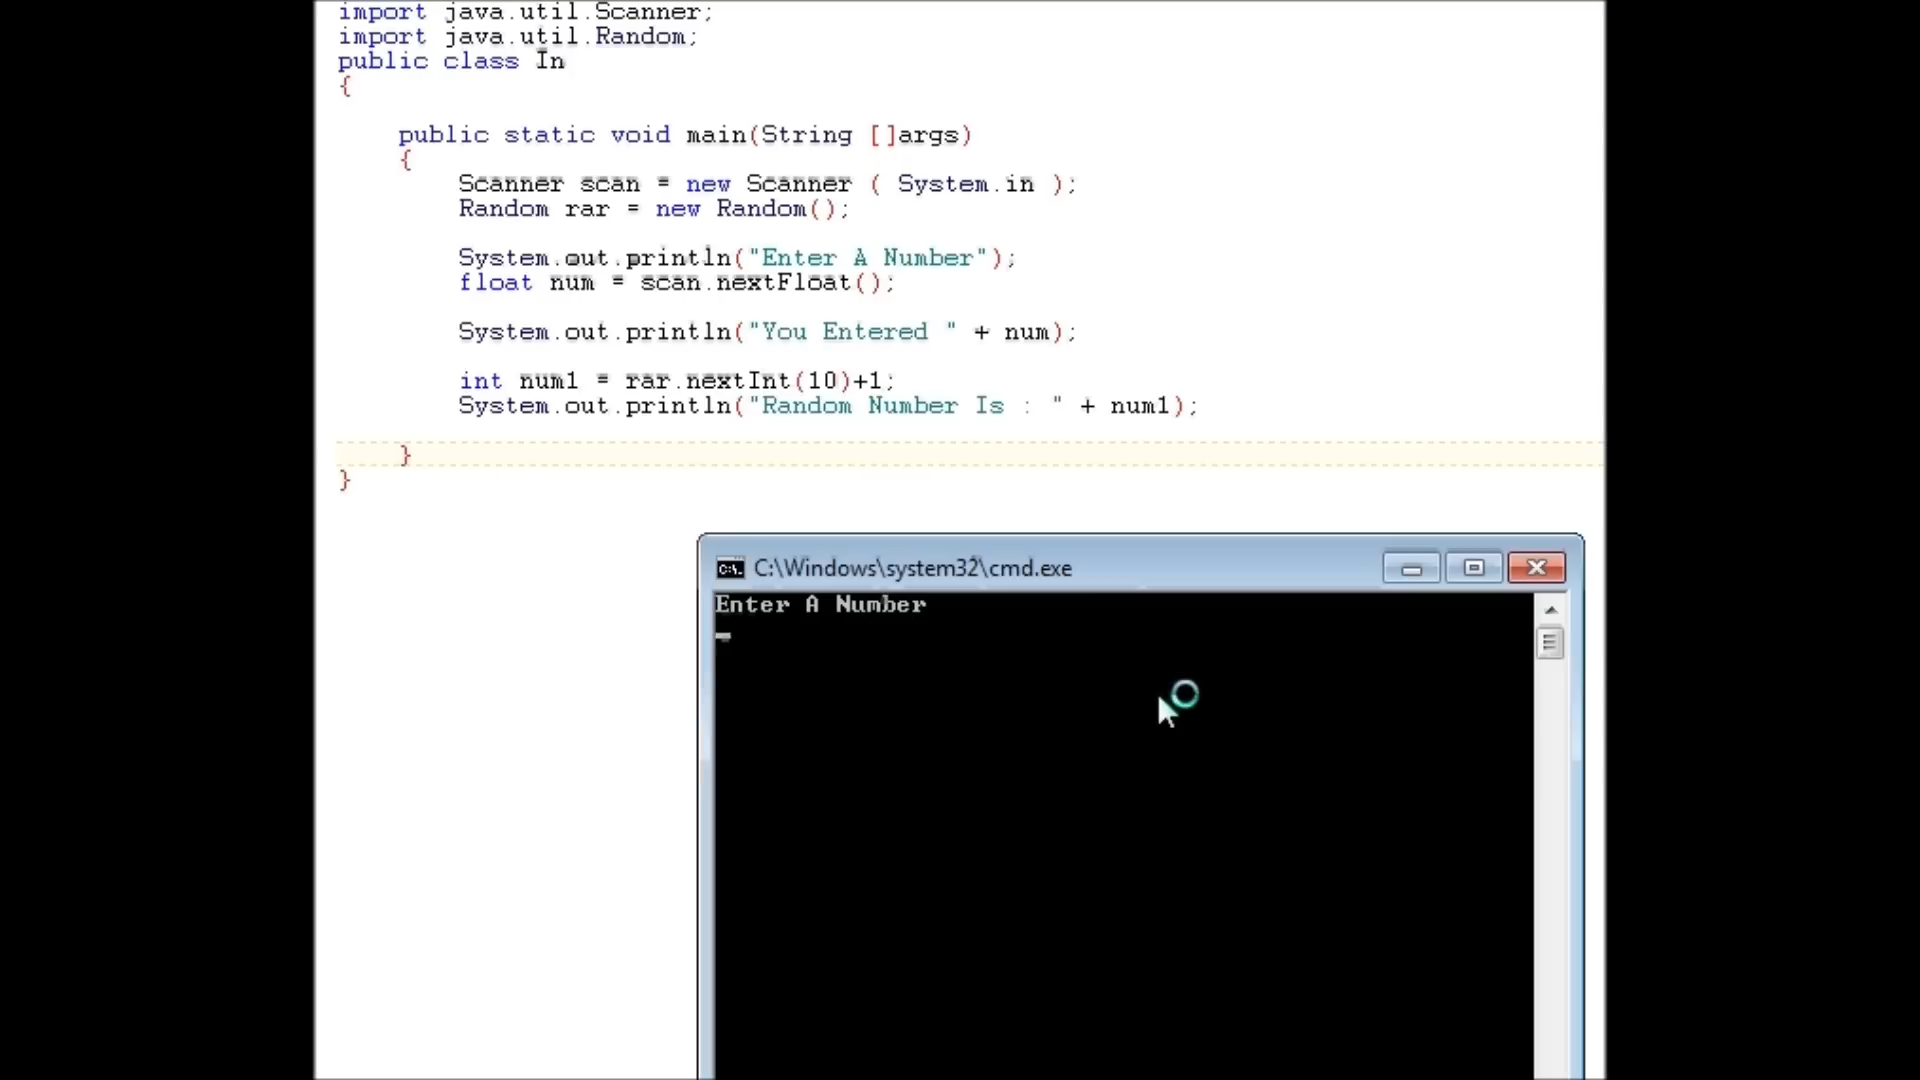 import java.util.Scanner;
import java.util.Random;
public class In
{
public static void main(String []args)
{
Scanner scan = new Scanner ( System.in );
Random rar = new Random();
System.out.println("Enter A Number");
float num = scan.nextFloat();
System.out.println("You Entered " + num);
int num1 = rar.nextInt(10)+1;
System.out.println("Random Number Is : " + num1);
}
}
C:\Windows\system32\cmd.exe
Enter A Number